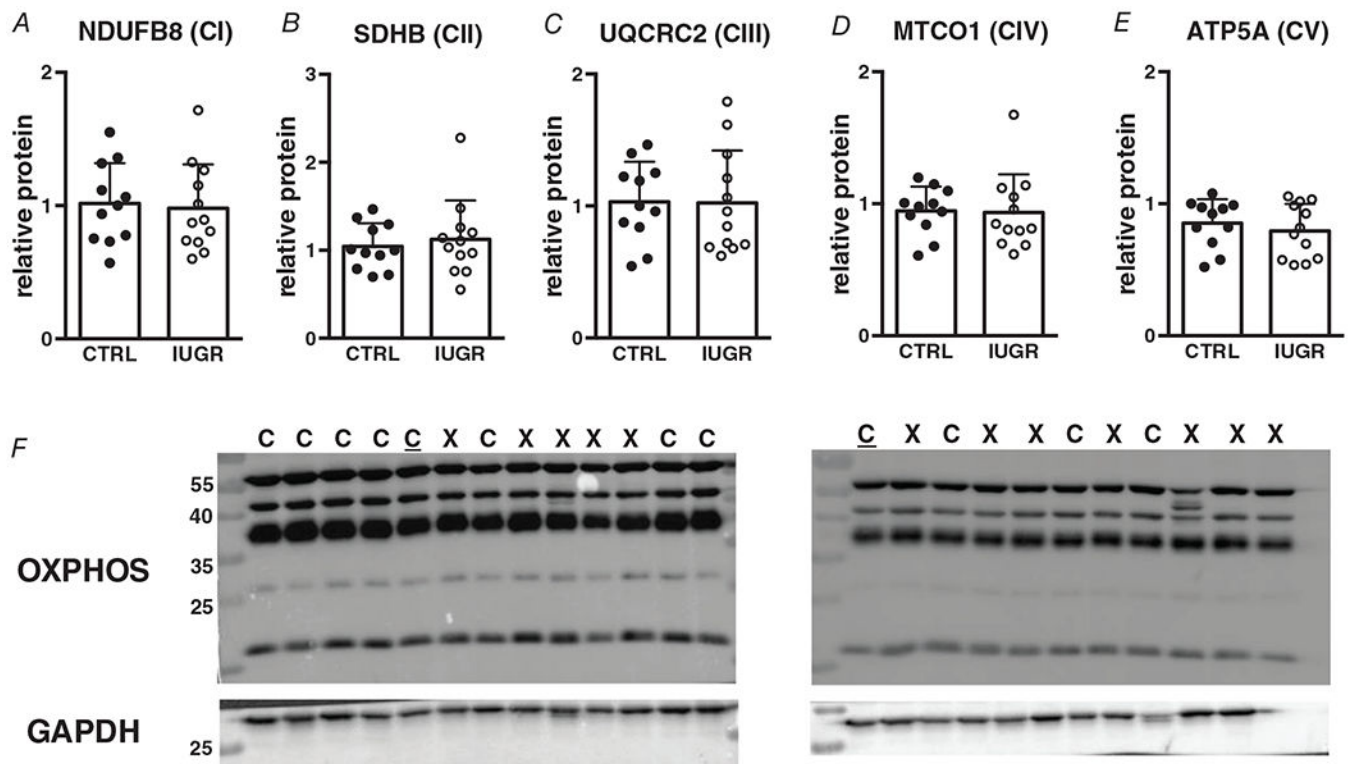 A NDUFB8 (CI)
relative protein
2
1
0
CTRL IUGR
B SDHB (CII)
relative protein
3
2
1
0
CTRL IUGR
C UQCRC2 (CIII)
relative protein
2
1
0
CTRL IUGR
D MTCO1 (CIV)
relative protein
2
1
0
CTRL IUGR
E ATP5A (CV)
relative protein
2
1
0
CTRL IUGR
F
C C C C C X C X X X X C C
C X C X X C X C X X X
OXPHOS
55
40
35
25
GAPDH
25